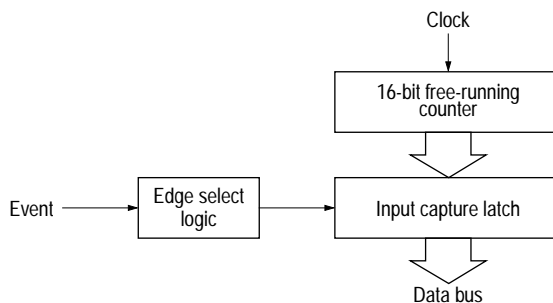 Clock
16-bit free-running
counter
Event
Edge select
logic
Input capture latch
Data bus